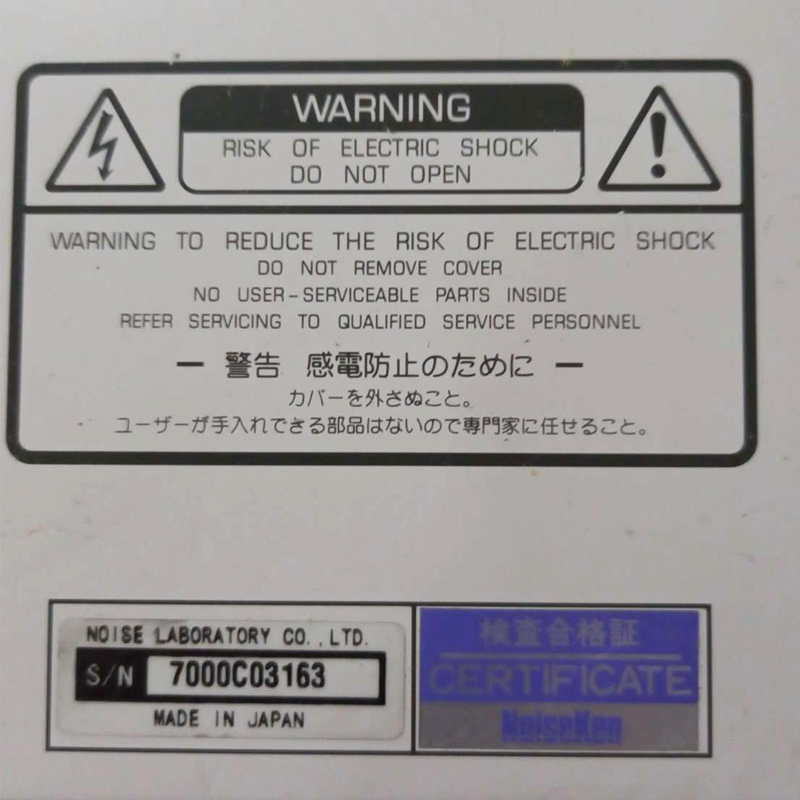 WARNING
RISK OF ELECTRIC SHOCK
DO NOT OPEN
WARNING TO REDUCE THE RISK OF ELECTRIC SHOCK
DO NOT REMOVE COVER
NO USER-SERVICEABLE PARTS INSIDE
REFER SERVICING TO QUALIFIED SERVICE PERSONNEL
— 警告 感電防止のために —
カバーを外さぬこと。
ユーザーが手入れできる部品はないので専門家に任せること。
NOISE LABORATORY CO.,LTD.
S/N 7000C03163
MADE IN JAPAN
検査合格証
CERTIFICATE
NoiseKen